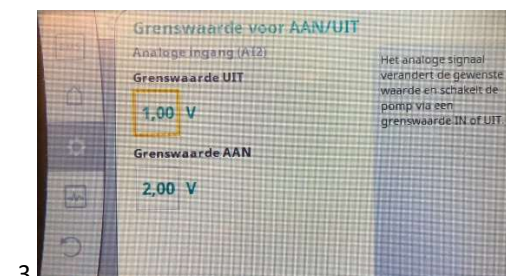 Grenswaarde voor AAN/UIT
Analoge ingang (AI2)
Grenswaarde UIT
1,00 V
Grenswaarde AAN
2,00 V
Het analoge signaal
verandert de gewenste
waarde en schakelt de
pomp via een
grenswaarde IN of UIT.
3